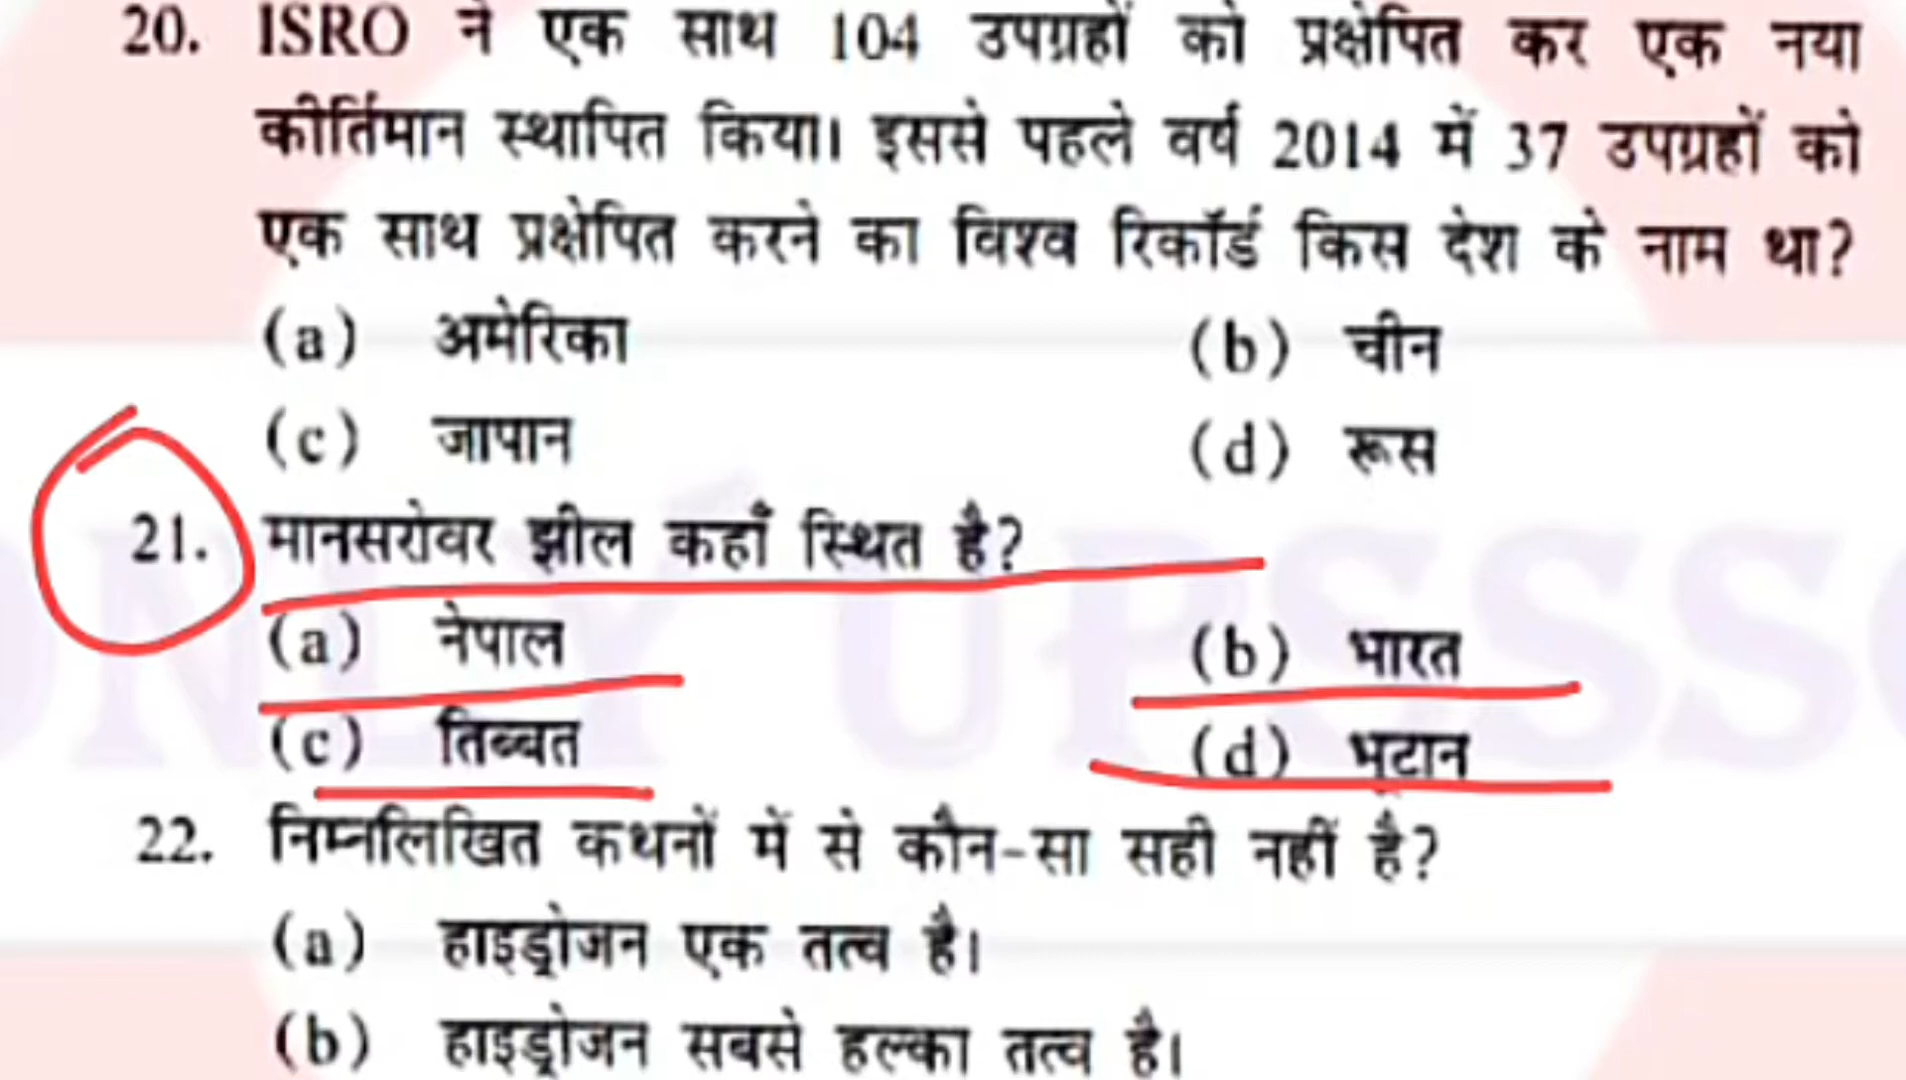 20. ISRO ने एक साथ 104 उपग्रहों को प्रक्षेपित कर एक नया
कीर्तिमान स्थापित किया। इससे पहले वर्ष 2014 में 37 उपग्रहों को
एक साथ प्रक्षेपित करने का विश्व रिकॉर्ड किस देश के नाम था?
(a) अमेरिका (b) चीन
(c) जापान (d) रूस
21. मानसरोवर झील कहाँ स्थित है?
(a) नेपाल (b) भारत
(c) तिब्बत (d) भूटान
22. निम्नलिखित कथनों में से कौन-सा सही नहीं है?
(a) हाइड्रोजन एक तत्व है।
(b) हाइड्रोजन सबसे हल्का तत्व है।
ONLY UPSSSC